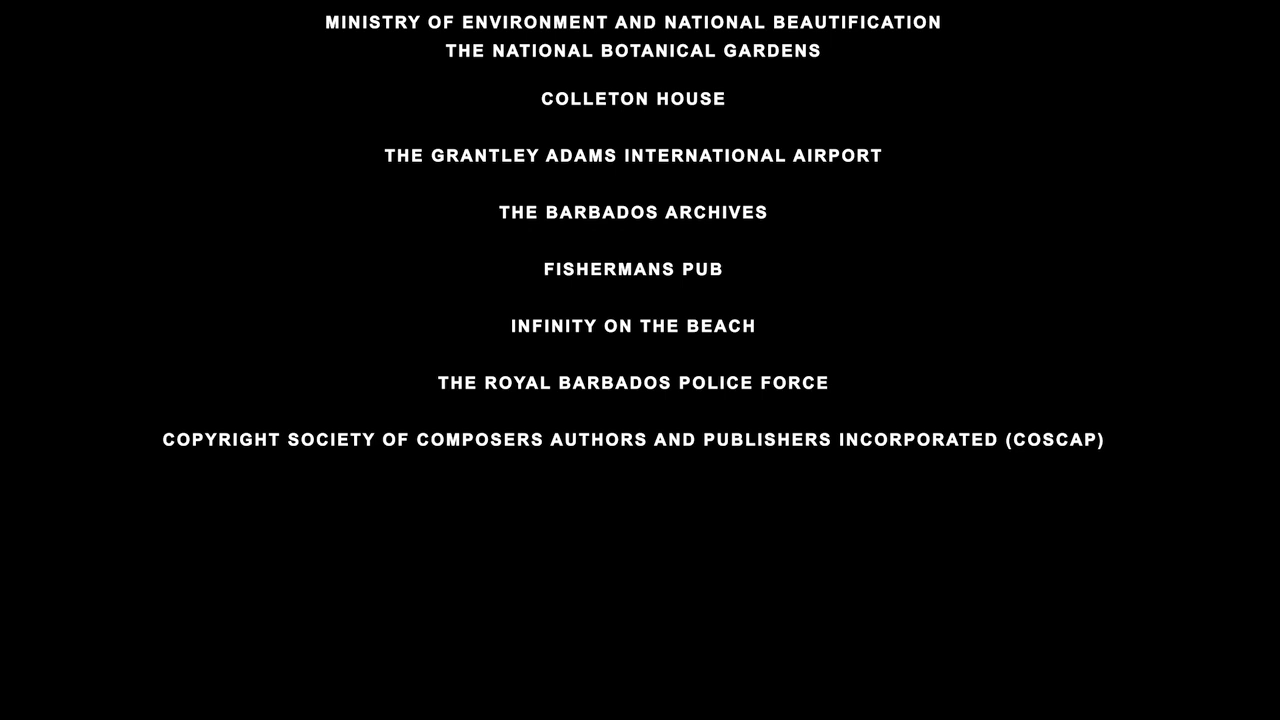 MINISTRY OF ENVIRONMENT AND NATIONAL BEAUTIFICATION
THE NATIONAL BOTANICAL GARDENS
COLLETON HOUSE
THE GRANTLEY ADAMS INTERNATIONAL AIRPORT
THE BARBADOS ARCHIVES
FISHERMANS PUB
INFINITY ON THE BEACH
THE ROYAL BARBADOS POLICE FORCE
COPYRIGHT SOCIETY OF COMPOSERS AUTHORS AND PUBLISHERS INCORPORATED (COSCAP)